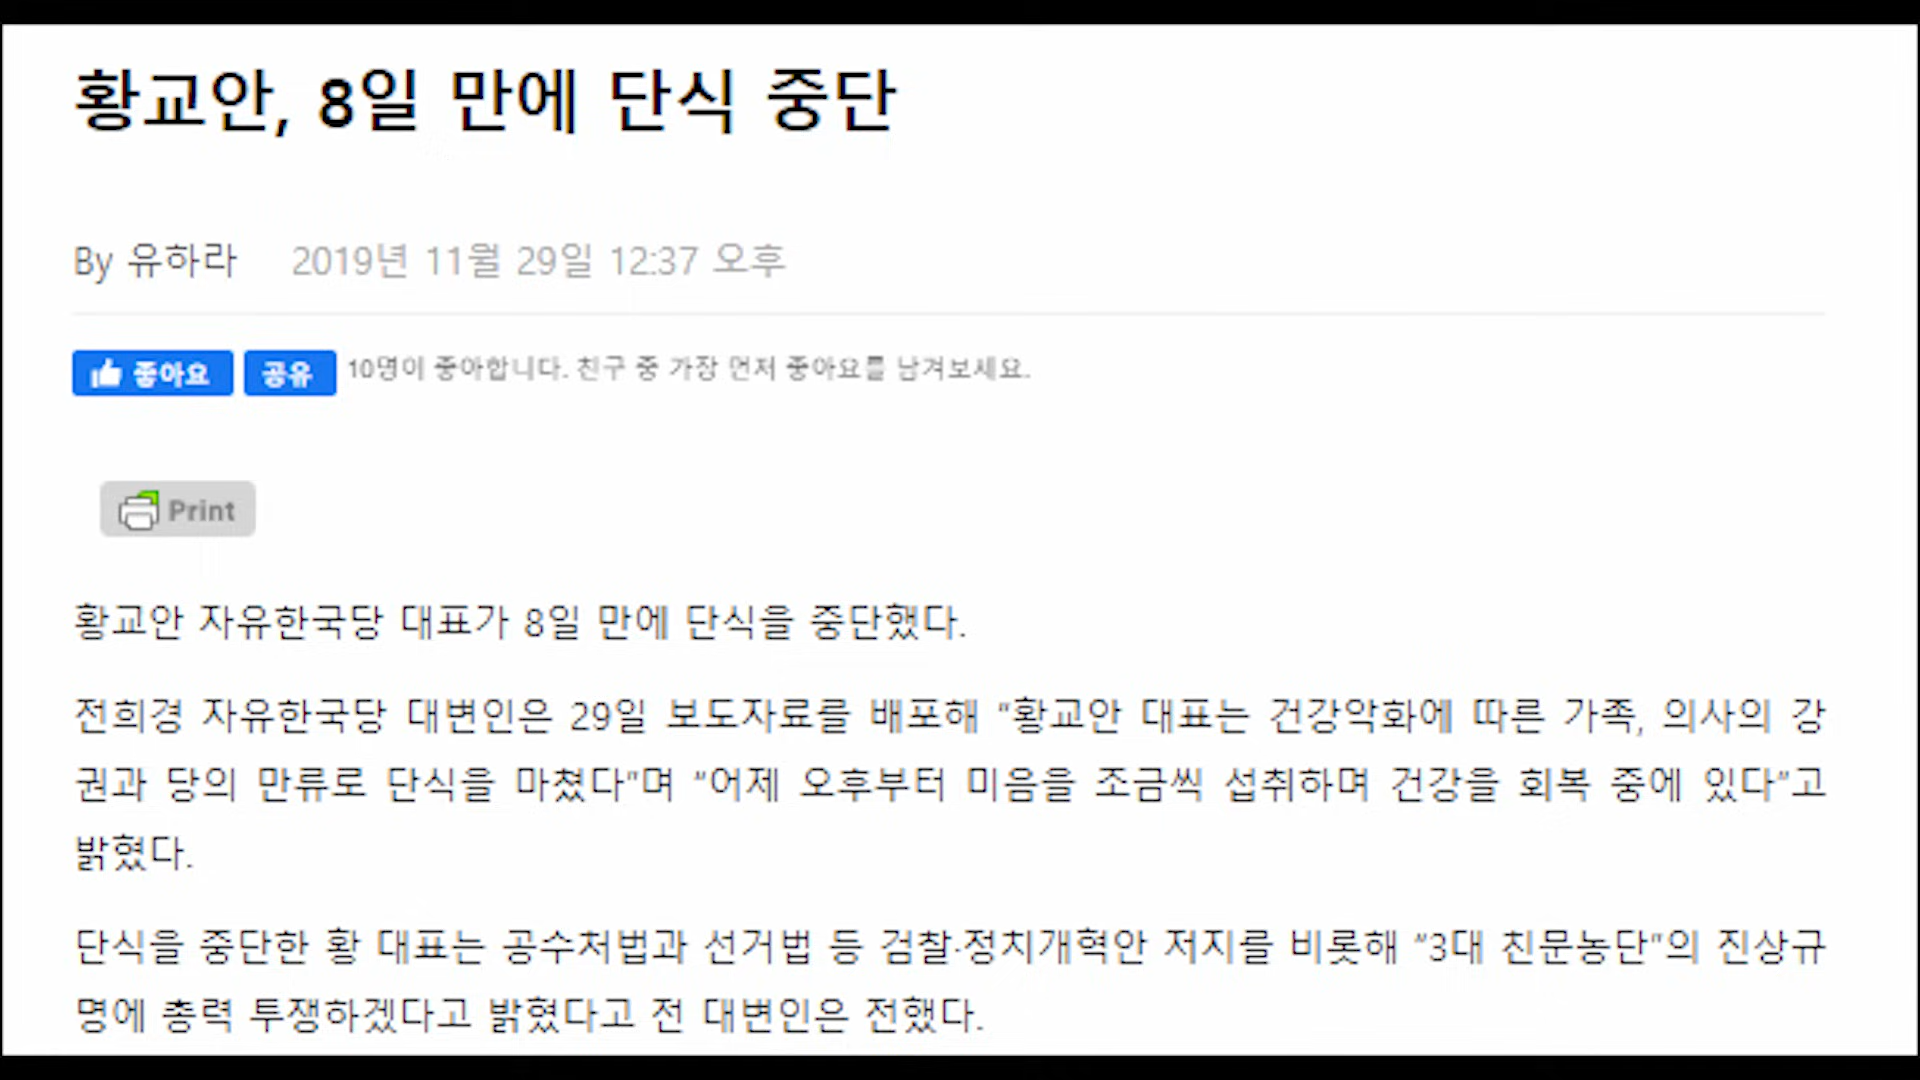 황교안, 8일 만에 단식 중단
By 유하라 2019년 11월 29일 12:37 오후
좋아요 공유 10명이 좋아합니다. 친구 중 가장 먼저 좋아요를 남겨보세요.
Print
황교안 자유한국당 대표가 8일 만에 단식을 중단했다.
전희경 자유한국당 대변인은 29일 보도자료를 배포해 “황교안 대표는 건강악화에 따른 가족, 의사의 강
권과 당의 만류로 단식을 마쳤다”며 “어제 오후부터 미음을 조금씩 섭취하며 건강을 회복 중에 있다”고
밝혔다.
단식을 중단한 황 대표는 공수처법과 선거법 등 검찰·정치개혁안 저지를 비롯해 “3대 친문농단”의 진상규
명에 총력 투쟁하겠다고 밝혔다고 전 대변인은 전했다.